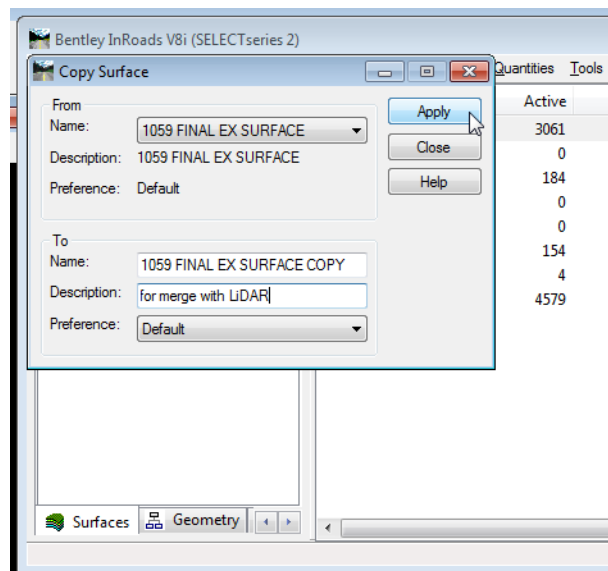 Bentley InRoads V8i (SELECTseries 2)
Copy Surface
Quantities Tools
From
Name: 1059 FINAL EX SURFACE
Description: 1059 FINAL EX SURFACE
Preference: Default
Apply
Close
Help
To
Name: 1059 FINAL EX SURFACE COPY
Description: for merge with LiDAR
Preference: Default
Active
3061
0
184
0
0
154
4
4579
Surfaces Geometry